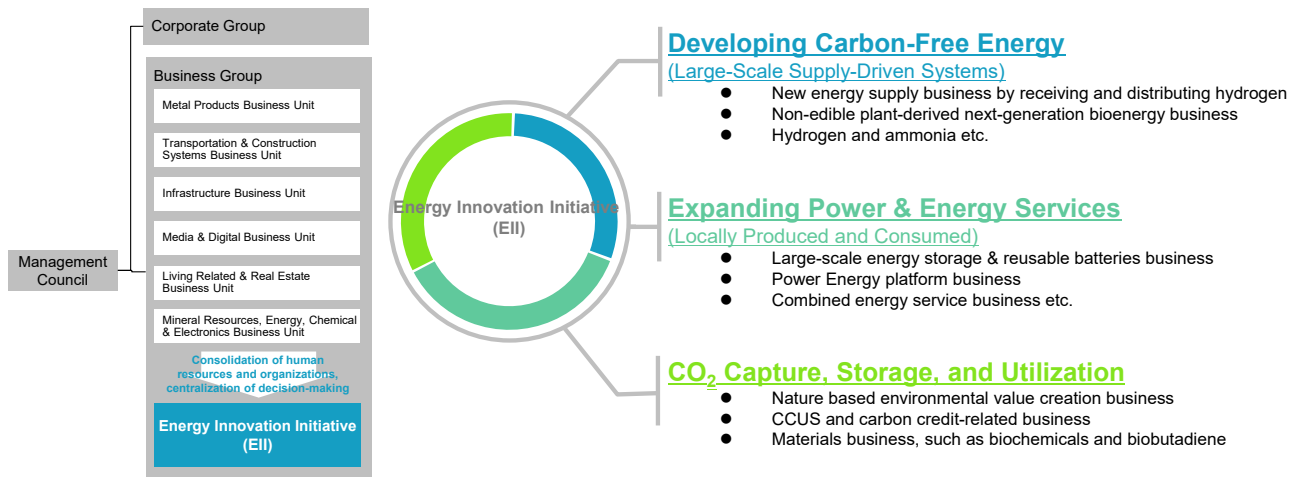 Corporate Group
Business Group
Metal Products Business Unit
Transportation & Construction
Systems Business Unit
Infrastructure Business Unit
Media & Digital Business Unit
Management
Council
Living Related & Real Estate
Business Unit
Mineral Resources, Energy, Chemical
& Electronics Business Unit
Consolidation of human
resources and organizations,
centralization of decision-making
Energy Innovation Initiative
(EII)
Energy Innovation Initiative
(EII)
Developing Carbon-Free Energy
(Large-Scale Supply-Driven Systems)
● New energy supply business by receiving and distributing hydrogen
● Non-edible plant-derived next-generation bioenergy business
● Hydrogen and ammonia etc.
Expanding Power & Energy Services
(Locally Produced and Consumed)
● Large-scale energy storage & reusable batteries business
● Power Energy platform business
● Combined energy service business etc.
CO₂ Capture, Storage, and Utilization
● Nature based environmental value creation business
● CCUS and carbon credit-related business
● Materials business, such as biochemicals and biobutadiene